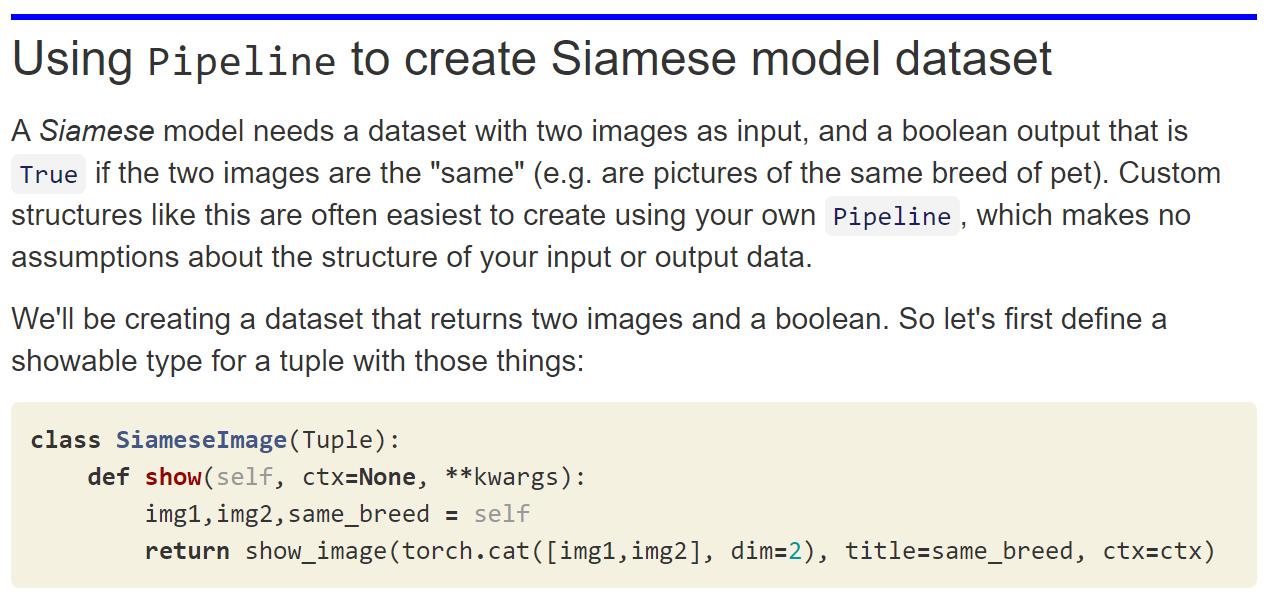 Using Pipeline to create Siamese model dataset
A Siamese model needs a dataset with two images as input, and a boolean output that is
True if the two images are the "same" (e.g. are pictures of the same breed of pet). Custom
structures like this are often easiest to create using your own Pipeline, which makes no
assumptions about the structure of your input or output data.
We'll be creating a dataset that returns two images and a boolean. So let's first define a
showable type for a tuple with those things:
class SiameseImage(Tuple):
    def show(self, ctx=None, **kwargs):
        img1,img2,same_breed = self
        return show_image(torch.cat([img1,img2], dim=2), title=same_breed, ctx=ctx)